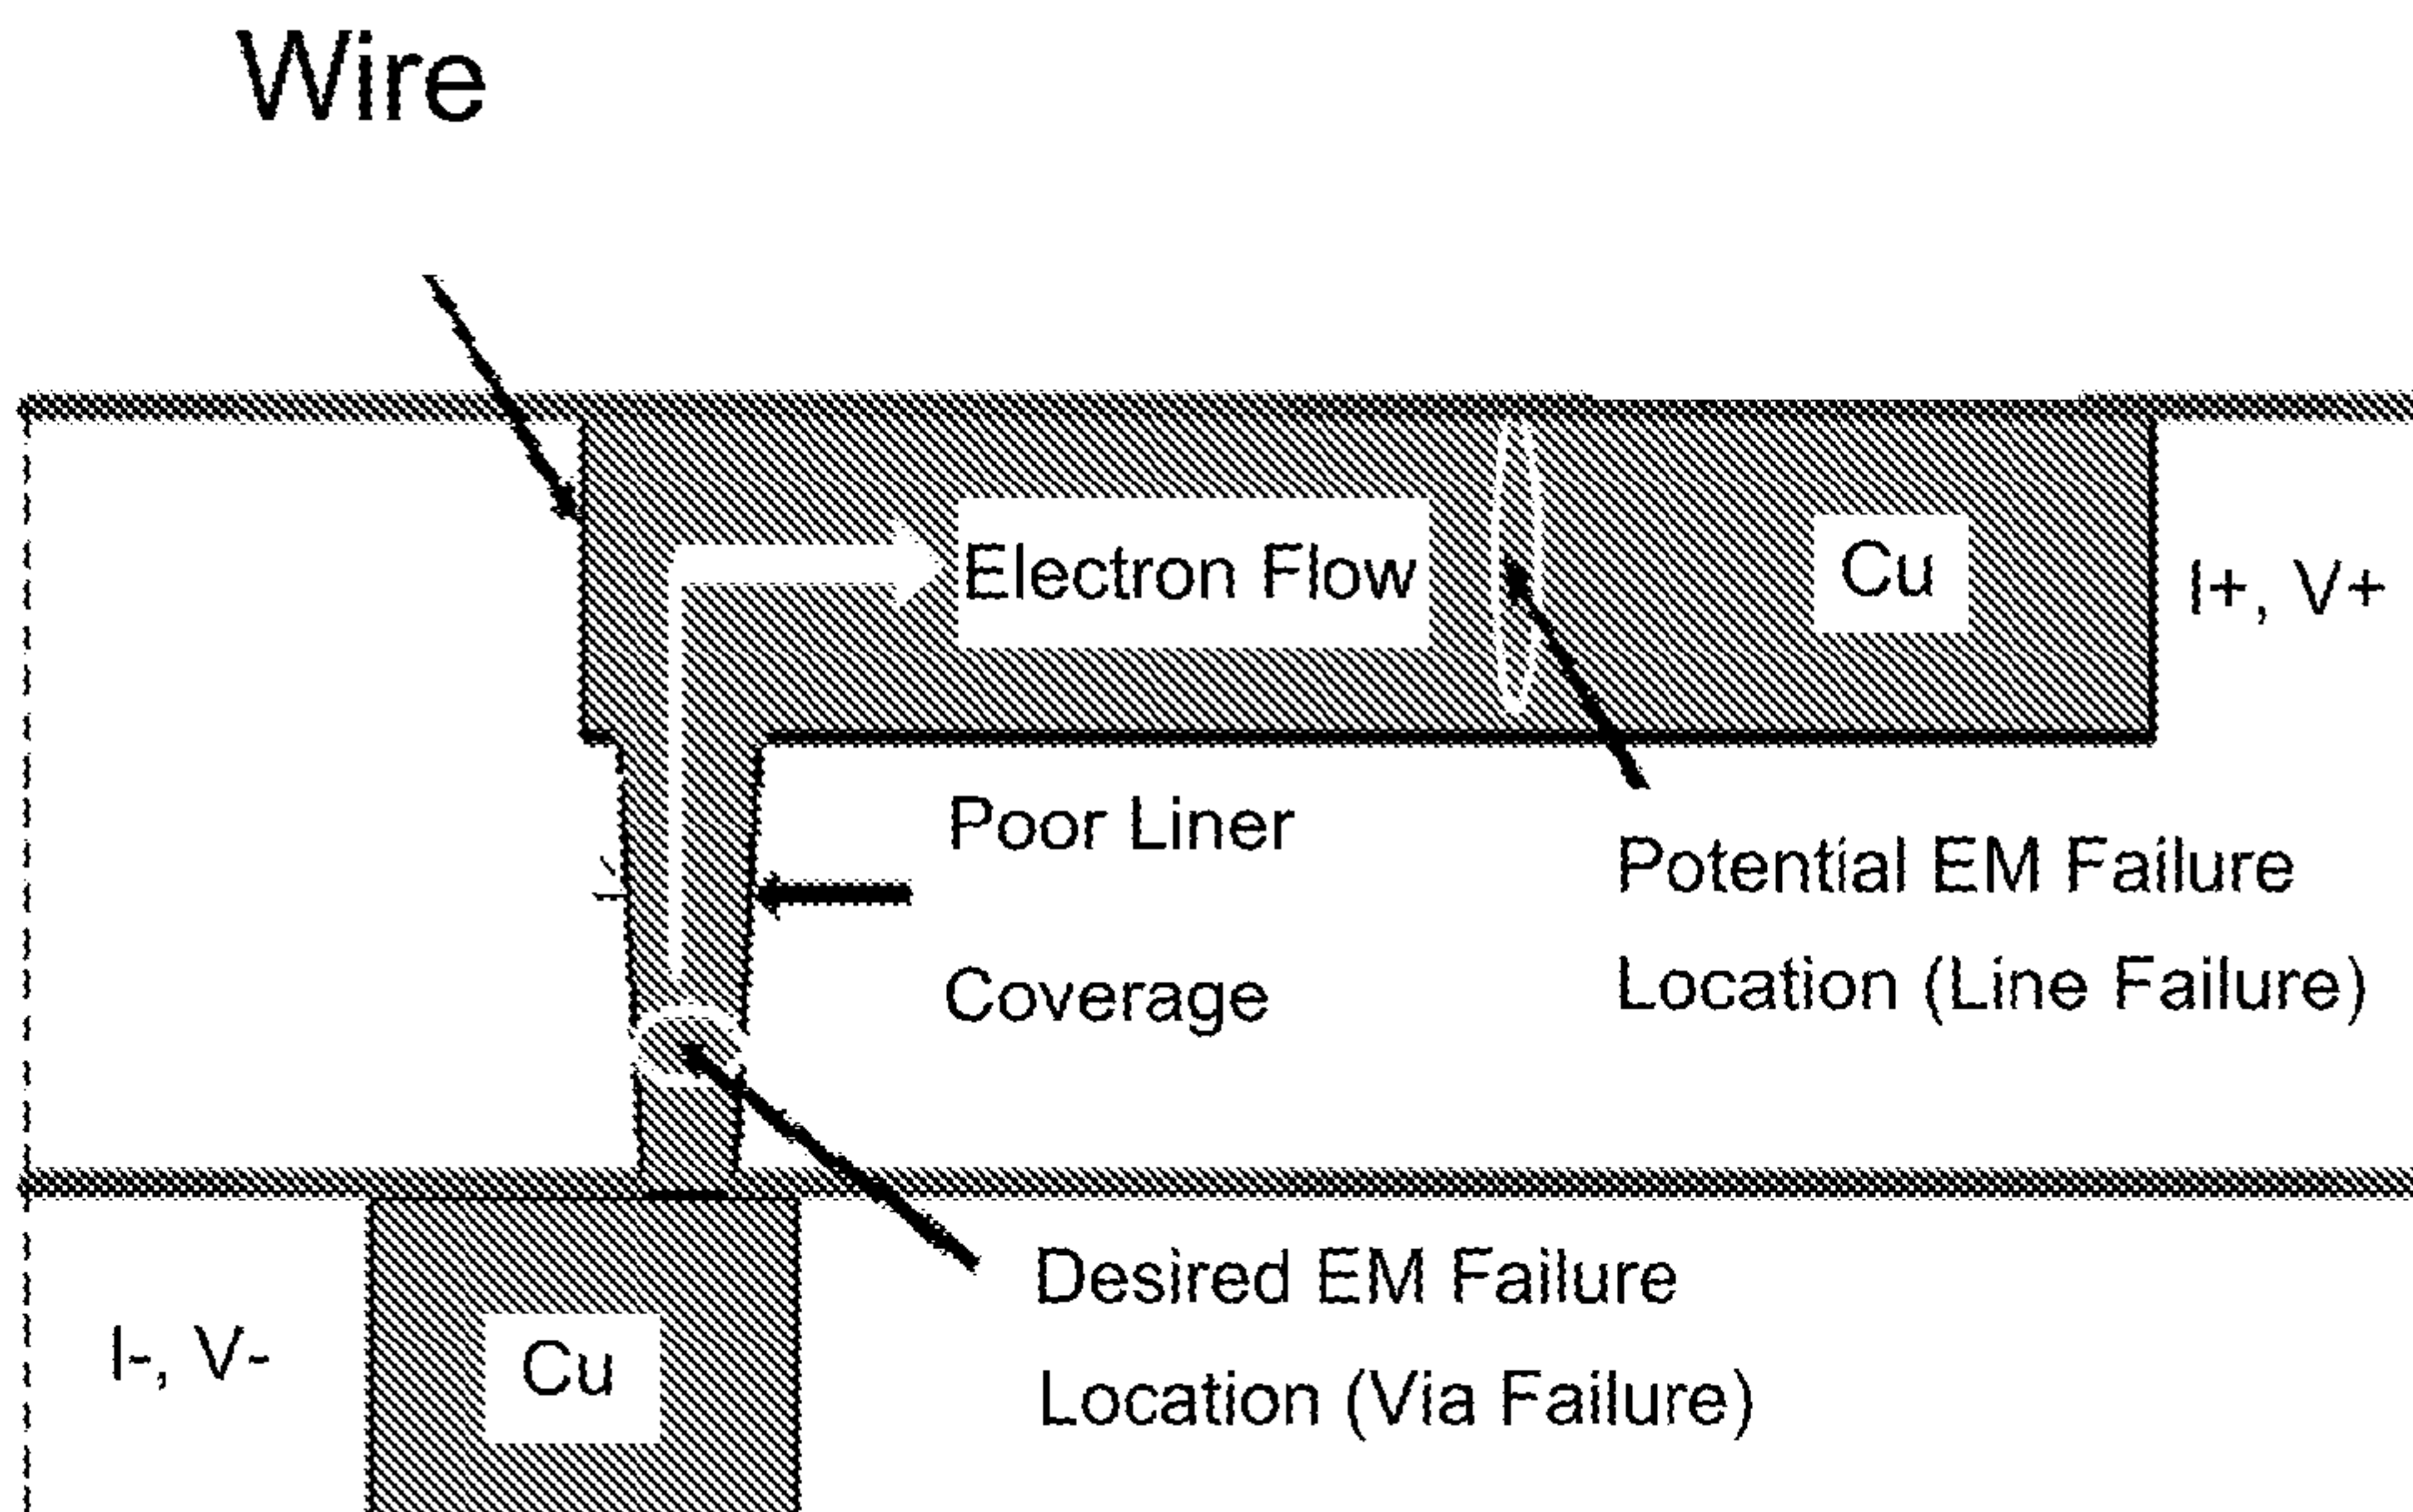 Wire
Electron Flow
Cu
I+, V+
Poor Liner
Coverage
Potential EM Failure
Location (Line Failure)
Desired EM Failure
Location (Via Failure)
I-, V-
Cu